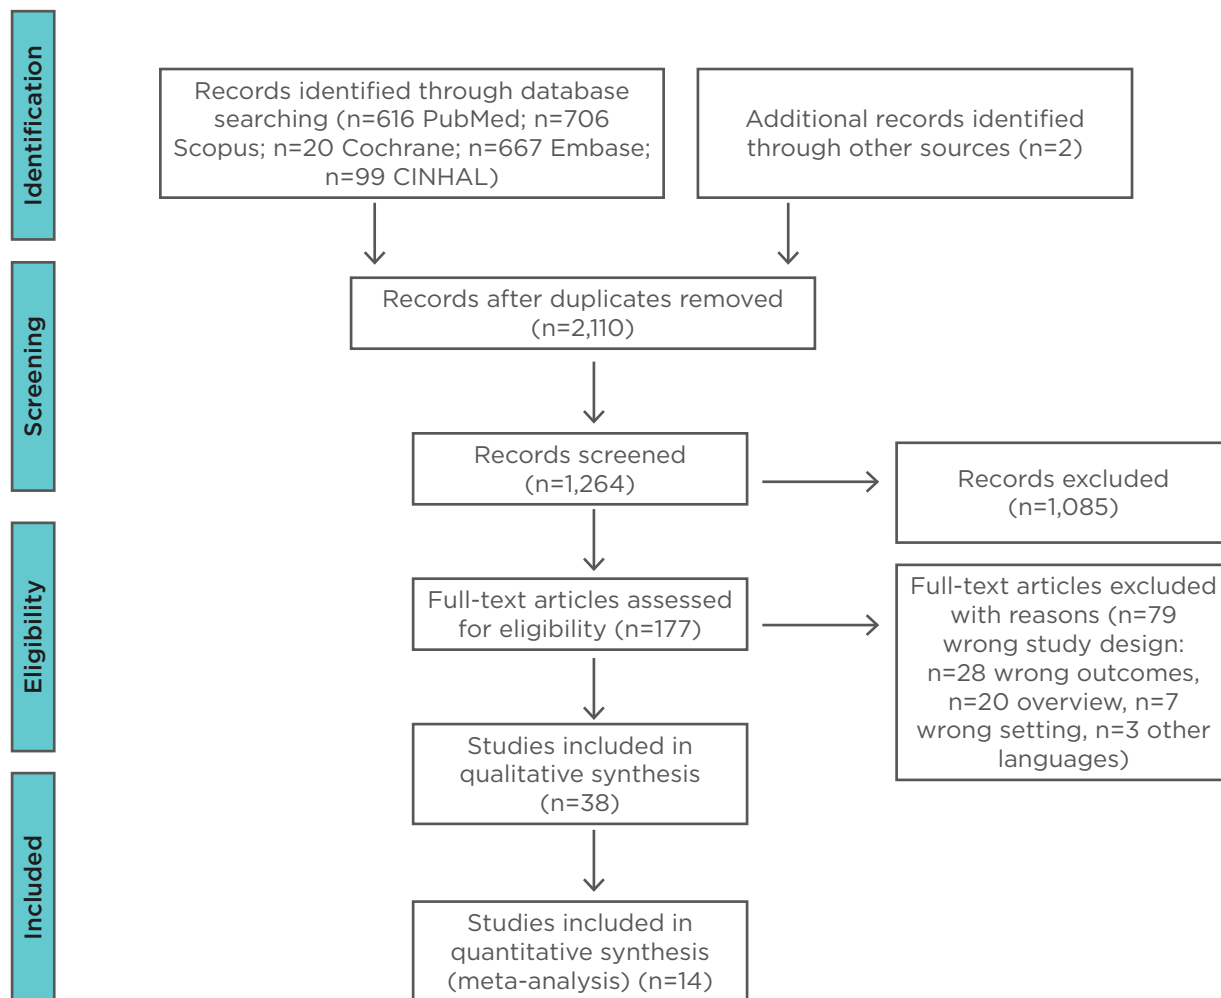 Identification
Records identified through database
searching (n=616 PubMed; n=706
Scopus; n=20 Cochrane; n=667 Embase;
n=99 CINHAL)
Additional records identified
through other sources (n=2)
Screening
Records after duplicates removed
(n=2,110)
Records screened
(n=1,264)
Records excluded
(n=1,085)
Eligibility
Full-text articles assessed
for eligibility (n=177)
Full-text articles excluded
with reasons (n=79
wrong study design:
n=28 wrong outcomes,
n=20 overview, n=7
wrong setting, n=3 other
languages)
Studies included in
qualitative synthesis
(n=38)
Included
Studies included in
quantitative synthesis
(meta-analysis) (n=14)